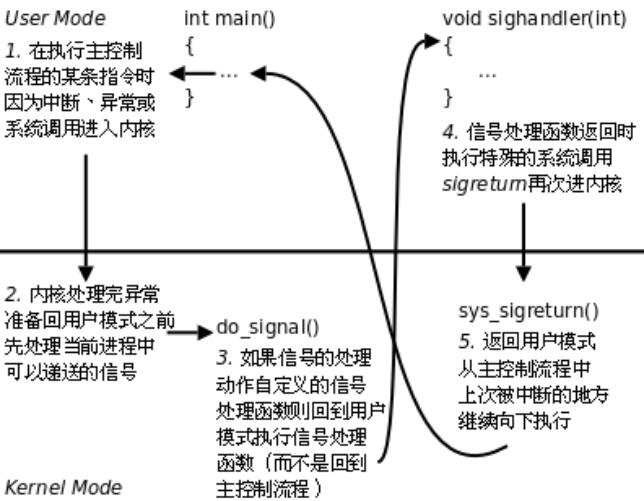 User Mode
1. 在执行主控制
流程的某条指令时
因为中断、异常或
系统调用进入内核
int main()
{
...
}
void sighandler(int)
{
...
}
4. 信号处理函数返回时
执行特殊的系统调用
sigreturn再次进内核
2. 内核处理完异常
准备回用户模式之前
先处理当前进程中
可以递送的信号
do_signal()
3. 如果信号的处理
动作自定义的信号
处理函数则回到用户
模式执行信号处理
函数（而不是回到
主控制流程）
sys_sigreturn()
5. 返回用户模式
从主控制流程中
上次被中断的地方
继续向下执行
Kernel Mode